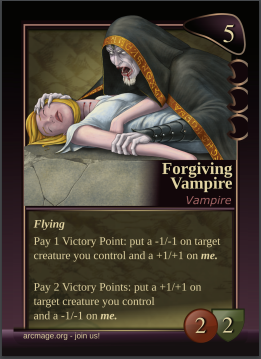 5
Forgiving
Vampire
Vampire
Flying
Pay 1 Victory Point: put a -1/-1 on target
creature you control and a +1/+1 on me.
Pay 2 Victory Points: put a +1/+1 on
target creature you control
and a -1/-1 on me.
2 2
arcmage.org - join us!